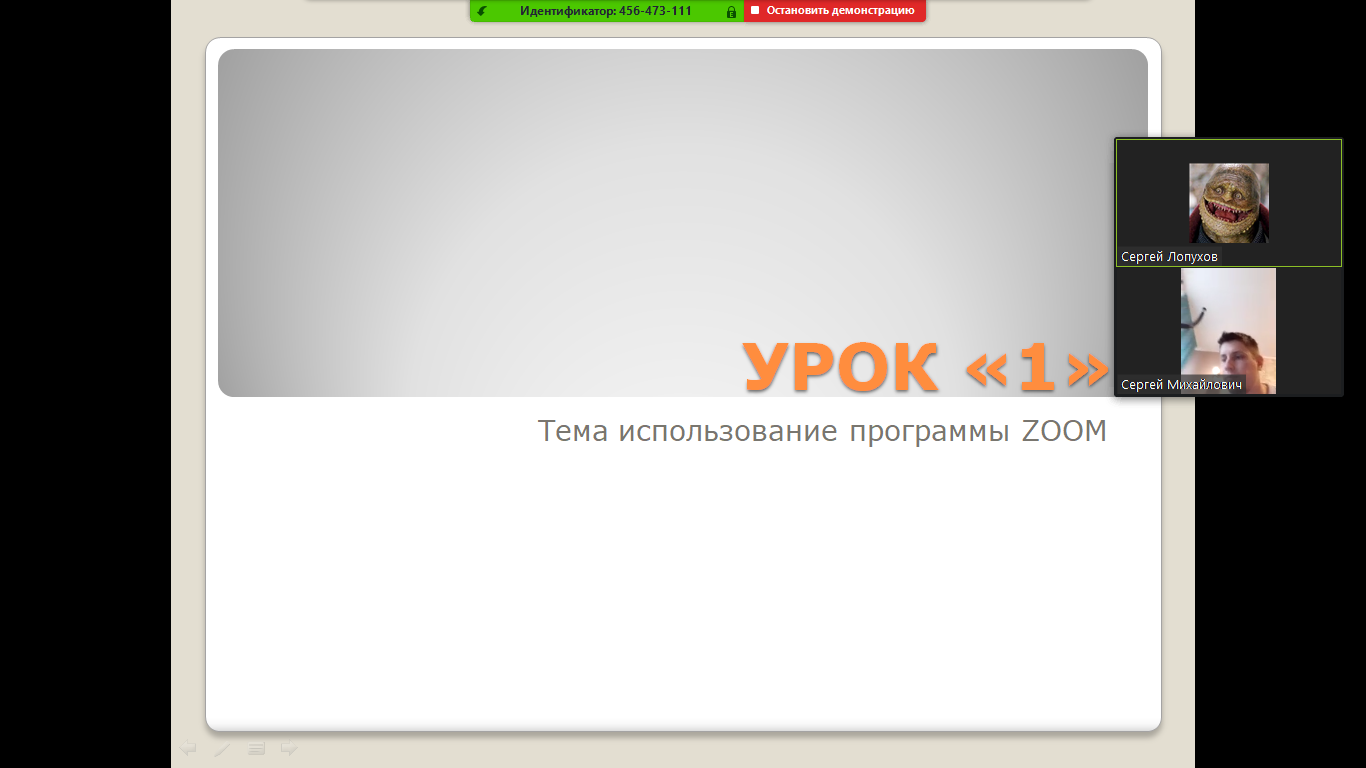 Идентификатор: 456-473-111
Остановить демонстрацию
УРОК «1»
Тема использование программы ZOOM
Сергей Лопухов
Сергей Михайлович